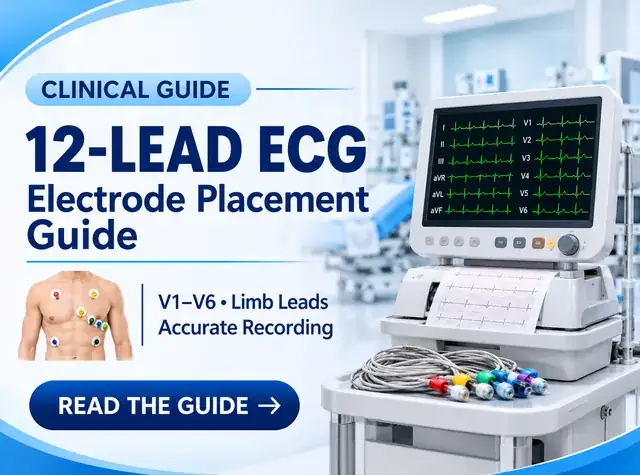 CLINICAL GUIDE
12-LEAD ECG
Electrode Placement
Guide
V1–V6 • Limb Leads
Accurate Recording
READ THE GUIDE →
I
II
III
aVR
aVL
aVF
V1
V2
V3
V4
V5
V6